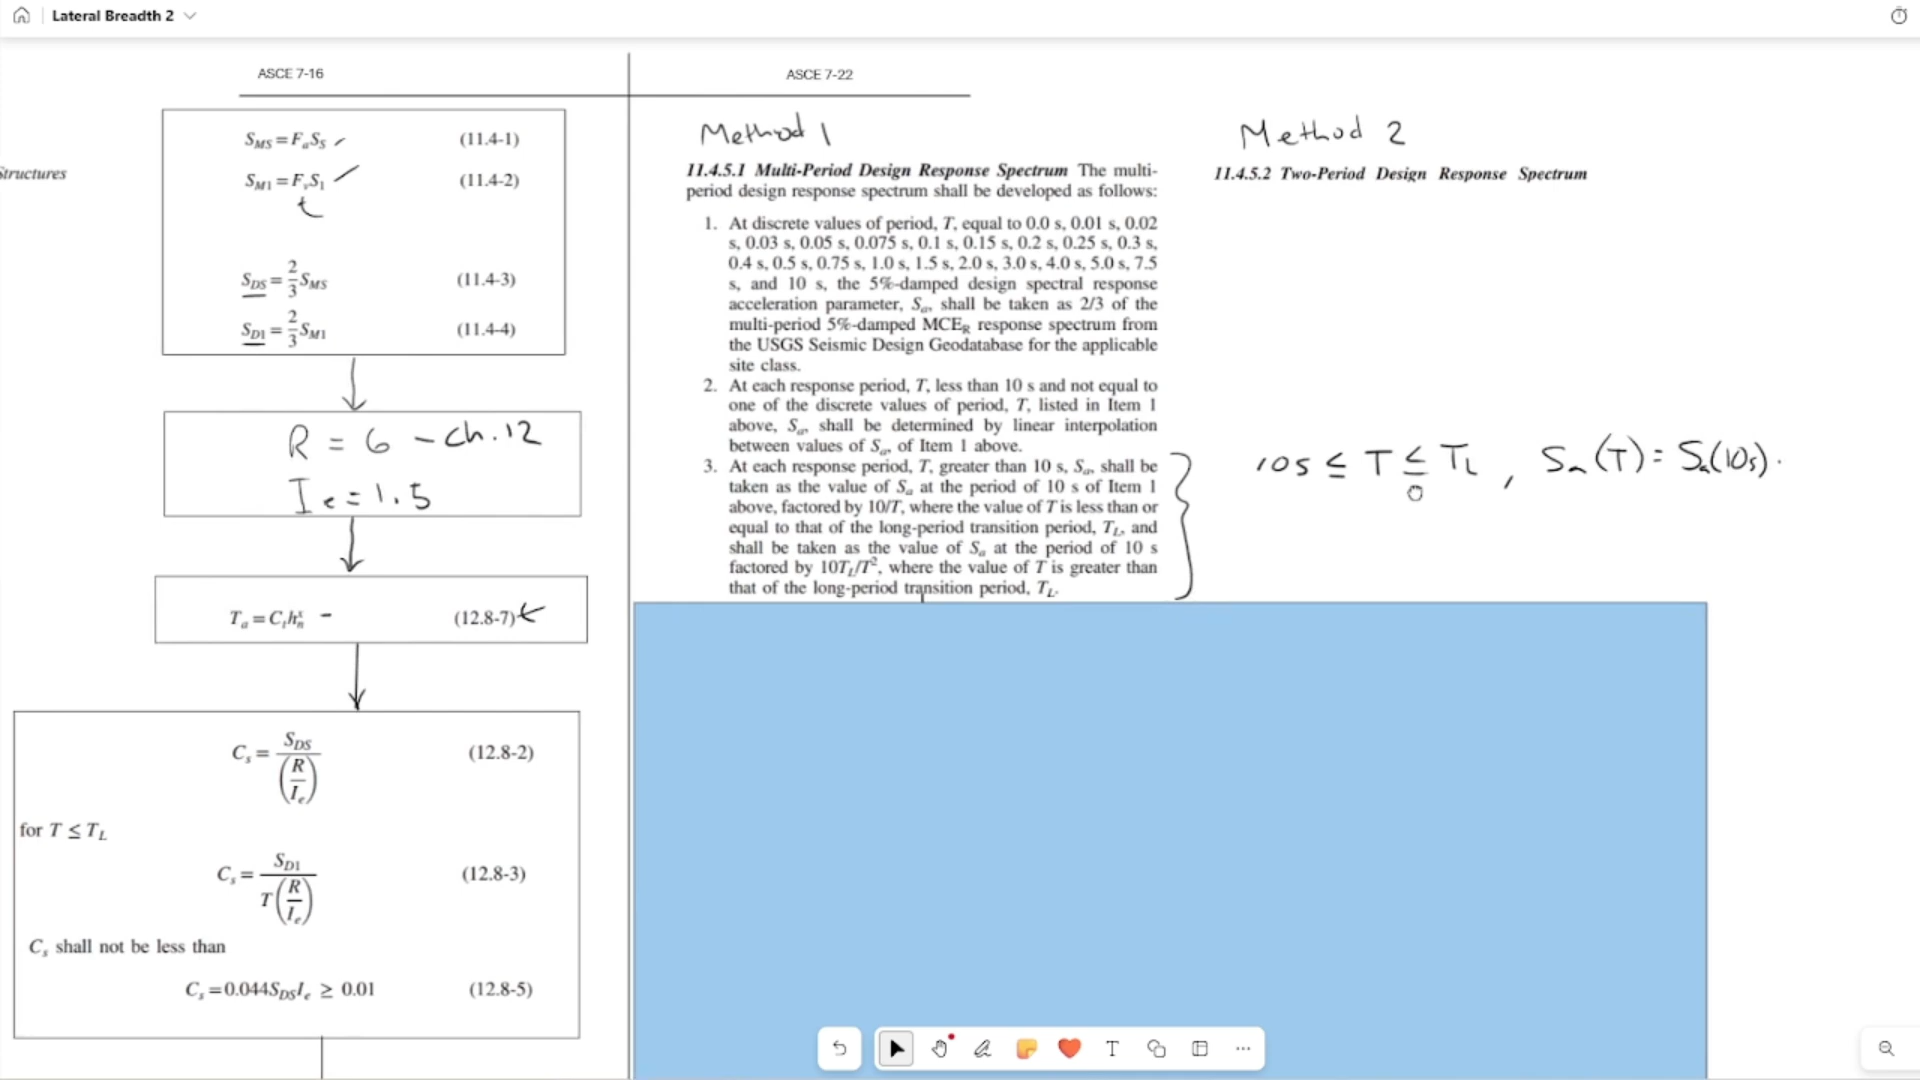 Lateral Breadth 2
ASCE 7-16
ASCE 7-22
Structures
S_MS = F_a S_S (11.4-1)
S_M1 = F_v S_1 (11.4-2)
t
S_DS = 2/3 S_MS (11.4-3)
S_D1 = 2/3 S_M1 (11.4-4)
R = 6 - ch.12
I_e = 1.5
T_a = C_t h_n^x - (12.8-7)
C_s = S_DS/(R/I_e) (12.8-2)
for T ≤ T_L
C_s = S_D1/T(R/I_e) (12.8-3)
C_s shall not be less than
C_s = 0.044S_DS I_e ≥ 0.01 (12.8-5)
Method 1
11.4.5.1 Multi-Period Design Response Spectrum The multi-
period design response spectrum shall be developed as follows:
1. At discrete values of period, T, equal to 0.0 s, 0.01 s, 0.02
s, 0.03 s, 0.05 s, 0.075 s, 0.1 s, 0.15 s, 0.2 s, 0.25 s, 0.3 s,
0.4 s, 0.5 s, 0.75 s, 1.0 s, 1.5 s, 2.0 s, 3.0 s, 4.0 s, 5.0 s, 7.5
s, and 10 s, the 5%-damped design spectral response
acceleration parameter, S_a, shall be taken as 2/3 of the
multi-period 5%-damped MCE_R response spectrum from
the USGS Seismic Design Geodatabase for the applicable
site class.
2. At each response period, T, less than 10 s and not equal to
one of the discrete values of period, T, listed in Item 1
above, S_a, shall be determined by linear interpolation
between values of S_a, of Item 1 above.
3. At each response period, T, greater than 10 s, S_a, shall be
taken as the value of S_a at the period of 10 s of Item 1
above, factored by 10/T, where the value of T is less than or
equal to that of the long-period transition period, T_L, and
shall be taken as the value of S_a at the period of 10 s
factored by 10T_L/T², where the value of T is greater than
that of the long-period transition period, T_L.
Method 2
11.4.5.2 Two-Period Design Response Spectrum
10s ≤ T ≤ T_L , S_a(T) = S_a(10s) ·